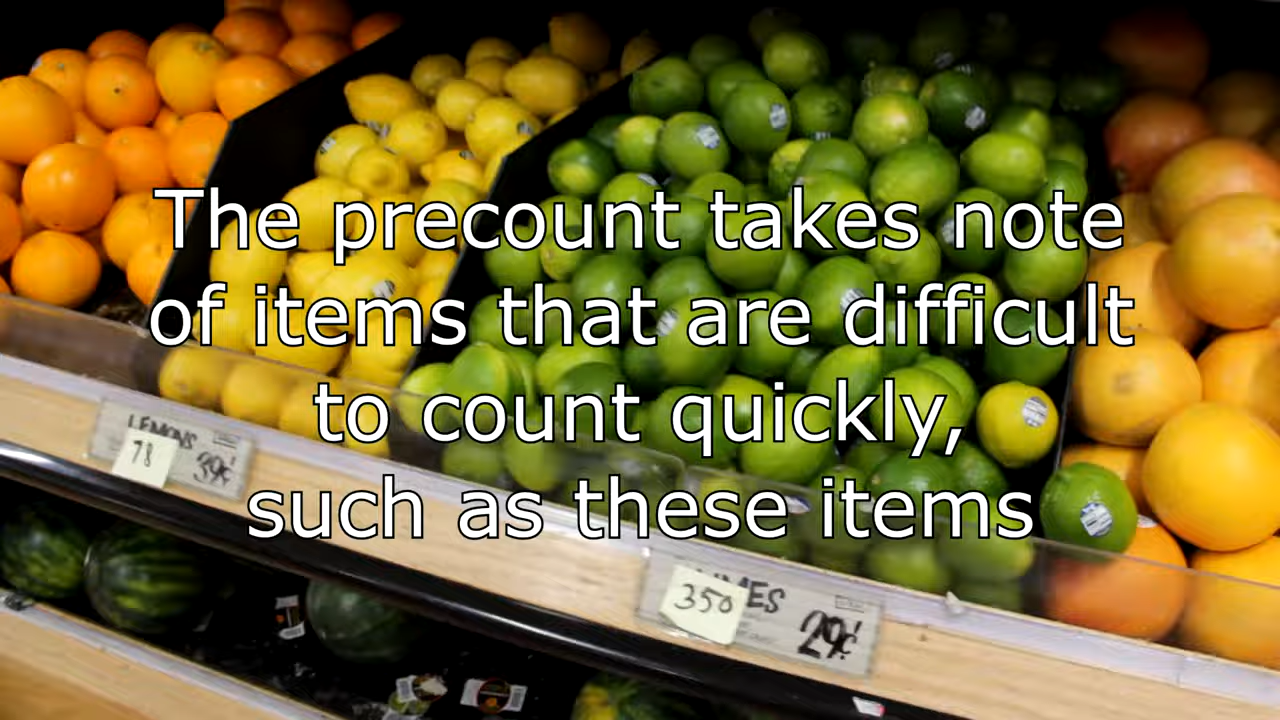 The precount takes note
of items that are difficult
to count quickly,
such as these items
LEMONS
78
39¢
350
29¢